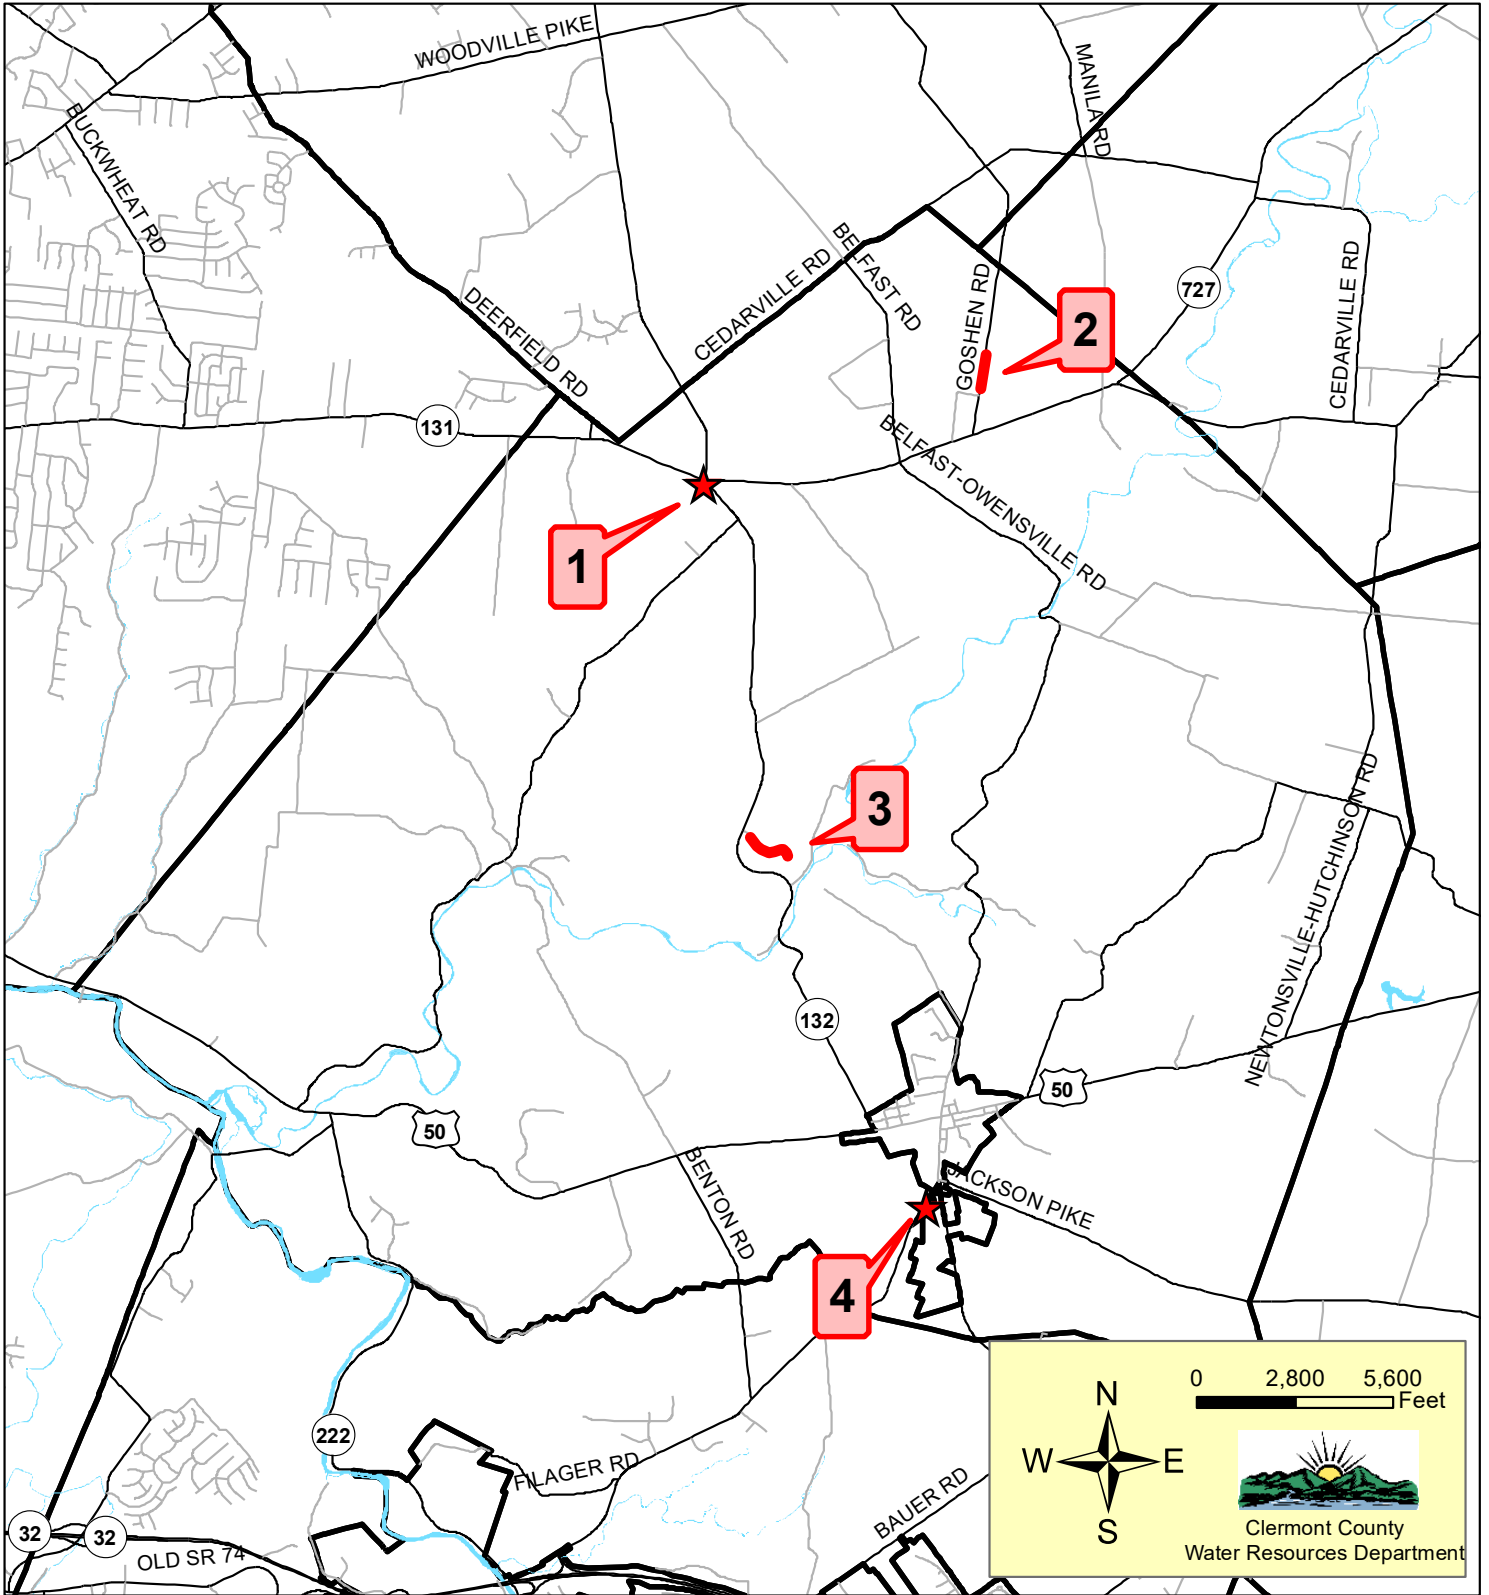 WOODVILLE PIKE
MANILA RD
BUCKWHEAT RD
BELFAST RD
CEDARVILLE RD
DEERFIELD RD
GOSHEN RD
2
727
CEDARVILLE RD
131
BELFAST-OWENSVILLE RD
1
3
NEWTONSVILLE-HUTCHINSON RD
132
50
50
BENTON RD
JACKSON PIKE
4
222
FILAGER RD
BAUER RD
32
32
OLD SR 74
N
W
E
S
0 2,800 5,600
Feet
Clermont County
Water Resources Department